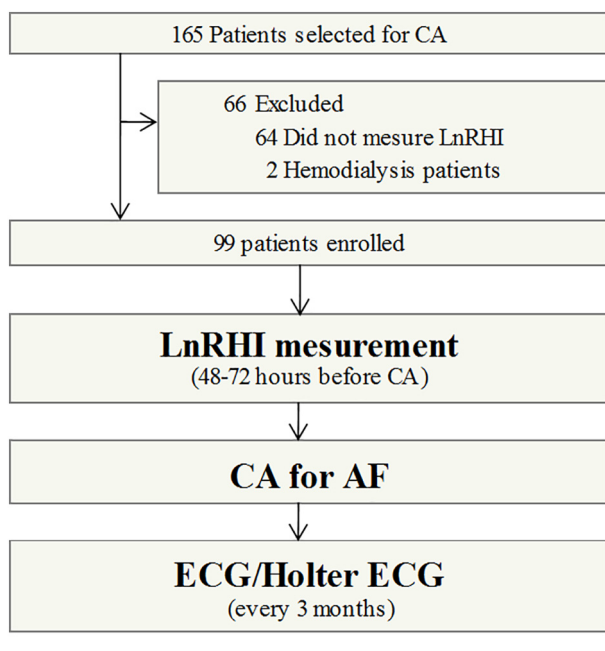 165 Patients selected for CA
66 Excluded
64 Did not mesure LnRHI
2 Hemodialysis patients
99 patients enrolled
LnRHI mesurement
(48-72 hours before CA)
CA for AF
ECG/Holter ECG
(every 3 months)